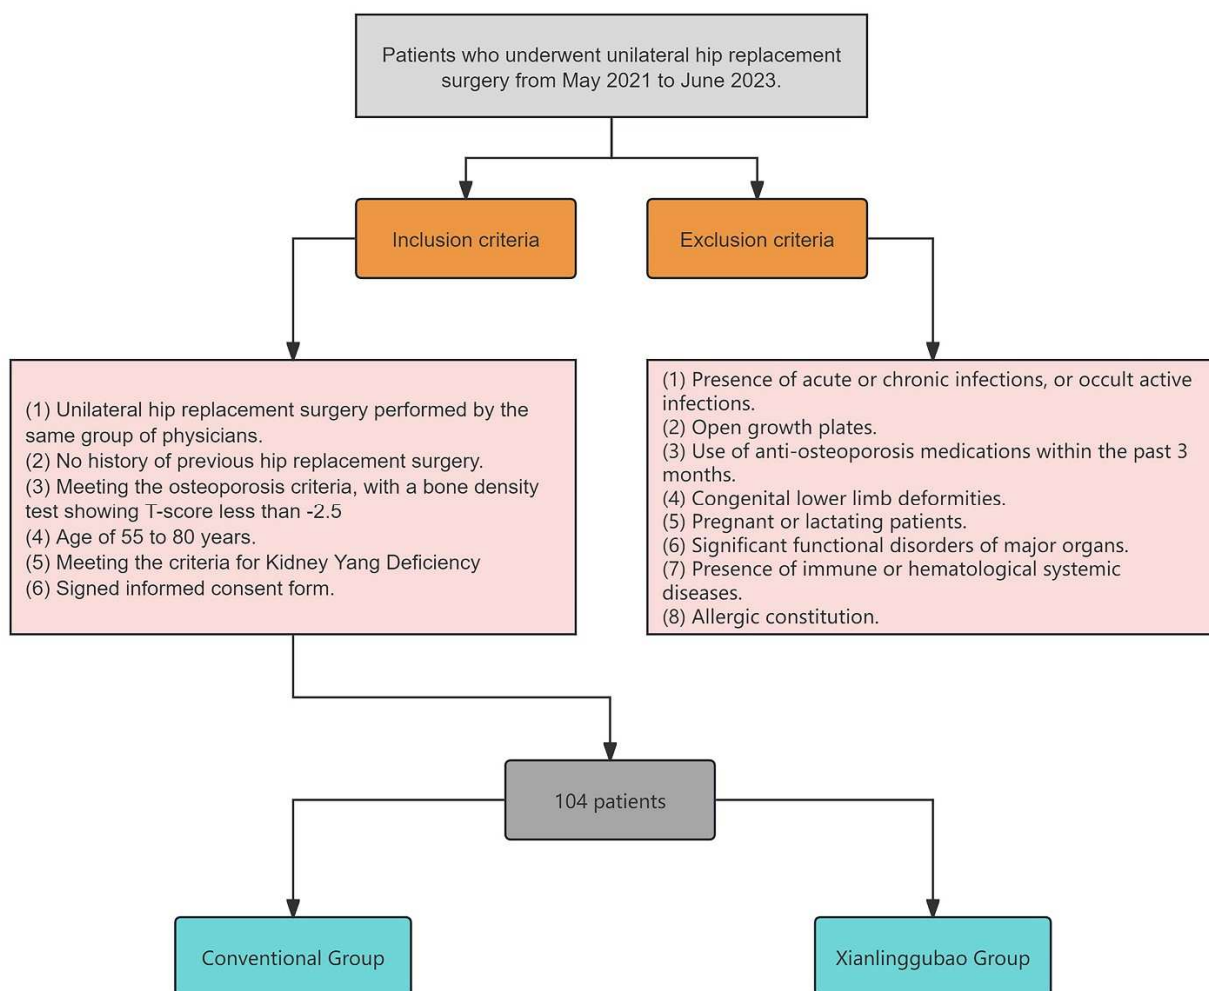 Patients who underwent unilateral hip replacement
surgery from May 2021 to June 2023.
Inclusion criteria
Exclusion criteria
(1) Unilateral hip replacement surgery performed by the
same group of physicians.
(2) No history of previous hip replacement surgery.
(3) Meeting the osteoporosis criteria, with a bone density
test showing T-score less than -2.5
(4) Age of 55 to 80 years.
(5) Meeting the criteria for Kidney Yang Deficiency
(6) Signed informed consent form.
(1) Presence of acute or chronic infections, or occult active
infections.
(2) Open growth plates.
(3) Use of anti-osteoporosis medications within the past 3
months.
(4) Congenital lower limb deformities.
(5) Pregnant or lactating patients.
(6) Significant functional disorders of major organs.
(7) Presence of immune or hematological systemic
diseases.
(8) Allergic constitution.
104 patients
Conventional Group
Xianlinggubao Group